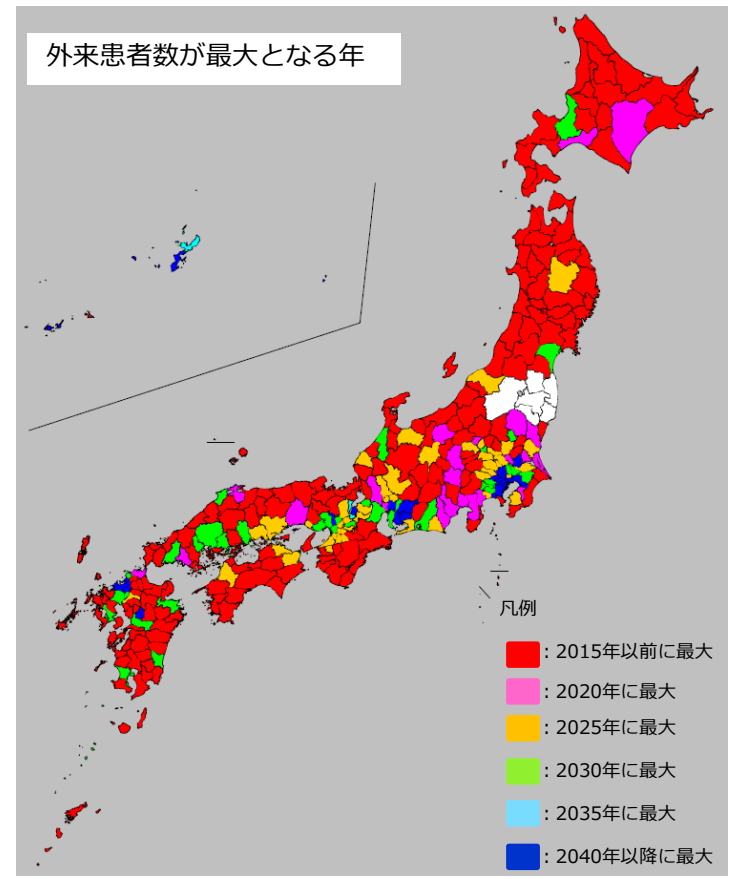 外来患者数が最大となる年
凡例
：2015年以前に最大
：2020年に最大
：2025年に最大
：2030年に最大
：2035年に最大
：2040年以降に最大